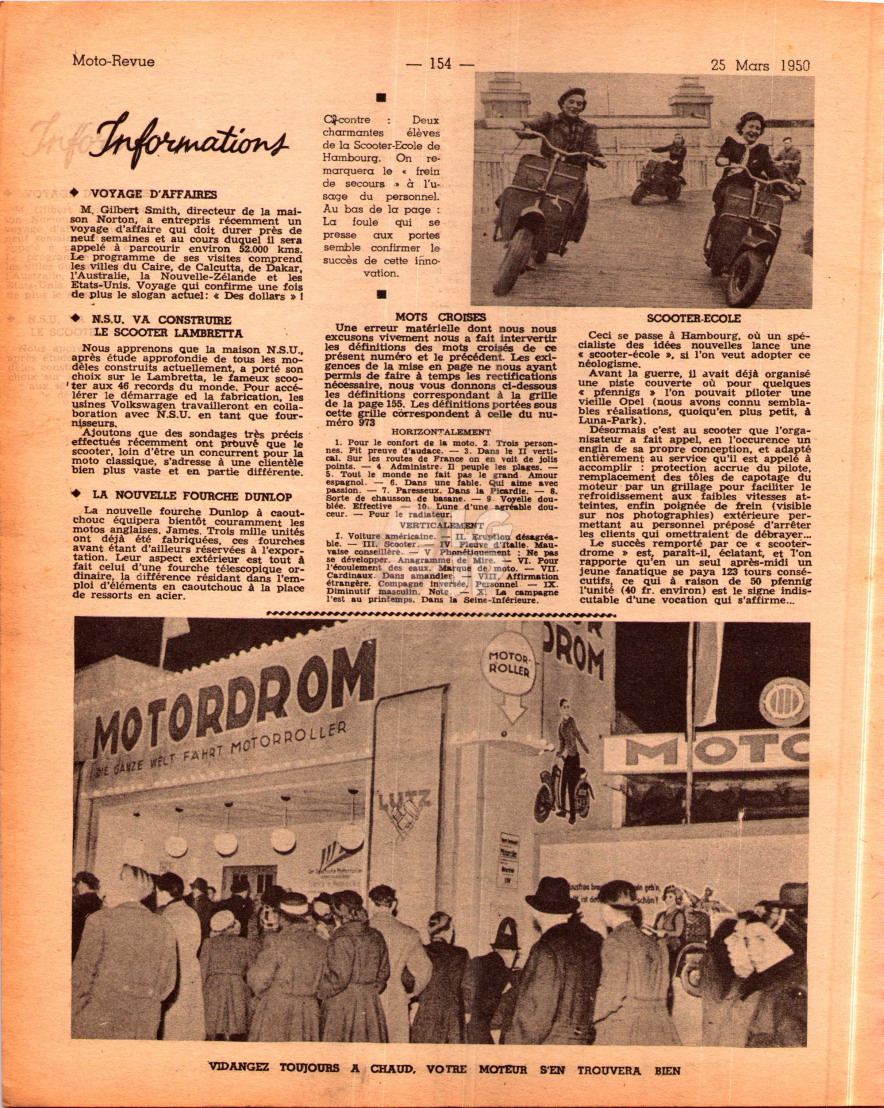 Moto-Revue
— 154 —
25 Mars 1950
Informations
◆ VOYAGE D'AFFAIRES
M. Gilbert Smith, directeur de la mai-
son Norton, a entrepris récemment un
voyage d'affaire qui doit durer près de
neuf semaines et au cours duquel il sera
appelé à parcourir environ 52.000 kms.
Le programme de ses visites comprend
les villes du Caire, de Calcutta, de Dakar,
l'Australie, la Nouvelle-Zélande et les
Etats-Unis. Voyage qui confirme une fois
de plus le slogan actuel: « Des dollars » !
◆ N.S.U. VA CONSTRUIRE
LE SCOOTER LAMBRETTA
Nous apprenons que la maison N.S.U.,
après étude approfondie de tous les mo-
dèles construits actuellement, a porté son
choix sur le Lambretta, le fameux scoo-
ter aux 46 records du monde. Pour accé-
lérer le démarrage ed la fabrication, les
usines Volkswagen travailleront en colla-
boration avec N.S.U. en tant que four-
nisseurs.
Ajoutons que des sondages très précis
effectués récemment ont prouvé que le
scooter, loin d'être un concurrent pour la
moto classique, s'adresse à une clientèle
bien plus vaste et en partie différente.
◆ LA NOUVELLE FOURCHE DUNLOP
La nouvelle fourche Dunlop à caout-
chouc équipera bientôt couramment les
motos anglaises. James. Trois mille unités
ont déjà été fabriquées, ces fourches
avant étant d'ailleurs réservées à l'expor-
tation. Leur aspect extérieur est tout à
fait celui d'une fourche télescopique or-
dinaire, la différence résidant dans l'em-
ploi d'éléments en caoutchouc à la place
de ressorts en acier.
Ci-contre : Deux
charmantes élèves
de la Scooter-Ecole de
Hambourg. On re-
marquera le « frein
de secours » à l'u-
sage du personnel.
Au bas de la page :
La foule qui se
presse aux portes
semble confirmer le
succès de cette inno-
vation.
MOTS CROISES
Une erreur matérielle dont nous nous
excusons vivement nous a fait intervertir
les définitions des mots croisés de ce
présent numéro et le précédent. Les exi-
gences de la mise en page ne nous ayant
permis de faire à temps les rectifications
nécessaire, nous vous donnons ci-dessous
les définitions correspondant à la grille
de la page 155. Les définitions portées sous
cette grille correspondent à celle du nu-
méro 973
HORIZONTALEMENT
1. Pour le confort de la moto. 2. Trois person-
nes. Fit preuve d'audace. — 3. Dans le II verti-
cal. Sur les routes de France on en voit de jolis
points. — 4. Administre. Il peuple les plages. —
5. Tout le monde ne fait pas le grand. Amour
espagnol. — 6. Dans une fable. Qui aime avec
passion. — 7. Paresseux. Dans la Picardie. — 8.
Sorte de chausson de basane. — 9. Voyelle dou-
blée. Effective — 10. Lune d'une agréable dou-
ceur. — Pour le radiateur.
VERTICALEMENT
I. Voiture américaine. — II. Eruption désagréa-
ble. — III. Scooter. — IV. Fleuve d'Italie. Mau-
vaise conseillère. — V. Phonétiquement : Ne pas
se développer. Anagramme de Mire. — VI. Pour
l'écoulement des eaux. Marque de moto. — VII.
Cardinaux. Dans amandier. — VIII. Affirmation
étrangère. Compagne inversée. Personnel — IX.
Diminutif masculin. Note. — X. La campagne
l'est au printemps. Dans la Seine-Inférieure.
SCOOTER-ECOLE
Ceci se passe à Hambourg, où un spé-
cialiste des idées nouvelles lance une
« scooter-école », si l'on veut adopter ce
néologisme.
Avant la guerre, il avait déjà organisé
une piste couverte où pour quelques
« pfennigs » l'on pouvait piloter une
vieille Opel (nous avons connu sembla-
bles réalisations, quoiqu'en plus petit, à
Luna-Park).
Désormais c'est au scooter que l'or-
ganisateur a fait appel, en l'occurence un
engin de sa propre conception, et adapté
entièrement au service qu'il est appelé à
accomplir : protection accrue du pilote,
remplacement des tôles de capotage du
moteur par un grillage pour faciliter le
refroidissement aux faibles vitesses at-
teintes, enfin poignée de frein (visible
sur nos photographies) extérieure per-
mettant au personnel préposé d'arrêter
les clients qui omettraient de débrayer...
Le succès remporté par ce « scooter-
drome » est, paraît-il, éclatant, et l'on
rapporte qu'en un seul après-midi un
jeune fanatique se paya 123 tours consé-
cutifs, ce qui à raison de 50 pfennig
l'unité (40 fr. environ) est le signe indis-
cutable d'une vocation qui s'affirme...
MOTORDROM
DIE GANZE WELT FÄHRT MOTORROLLER
MOTOR-
ROLLER
DROM
LUTZ
MOTO
VIDANGEZ TOUJOURS A CHAUD, VOTRE MOTEUR S'EN TROUVERA BIEN